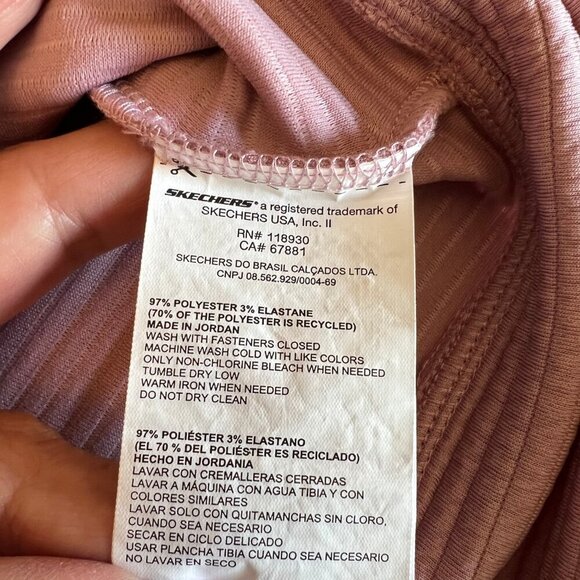 SKECHERS® a registered trademark of
SKECHERS USA, Inc. II
RN# 118930
CA# 67881
SKECHERS DO BRASIL CALÇADOS LTDA.
CNPJ 08.562.929/0004-69
97% POLYESTER 3% ELASTANE
(70% OF THE POLYESTER IS RECYCLED)
MADE IN JORDAN
WASH WITH FASTENERS CLOSED
MACHINE WASH COLD WITH LIKE COLORS
ONLY NON-CHLORINE BLEACH WHEN NEEDED
TUMBLE DRY LOW
WARM IRON WHEN NEEDED
DO NOT DRY CLEAN
97% POLIÉSTER 3% ELASTANO
(EL 70 % DEL POLIÉSTER ES RECICLADO)
HECHO EN JORDANIA
LAVAR CON CREMALLERAS CERRADAS
LAVAR A MÁQUINA CON AGUA TIBIA Y CON
COLORES SIMILARES
LAVAR SOLO CON QUITAMANCHAS SIN CLORO,
CUANDO SEA NECESARIO
SECAR EN CICLO DELICADO
USAR PLANCHA TIBIA CUANDO SEA NECESARIO
NO LAVAR EN SECO